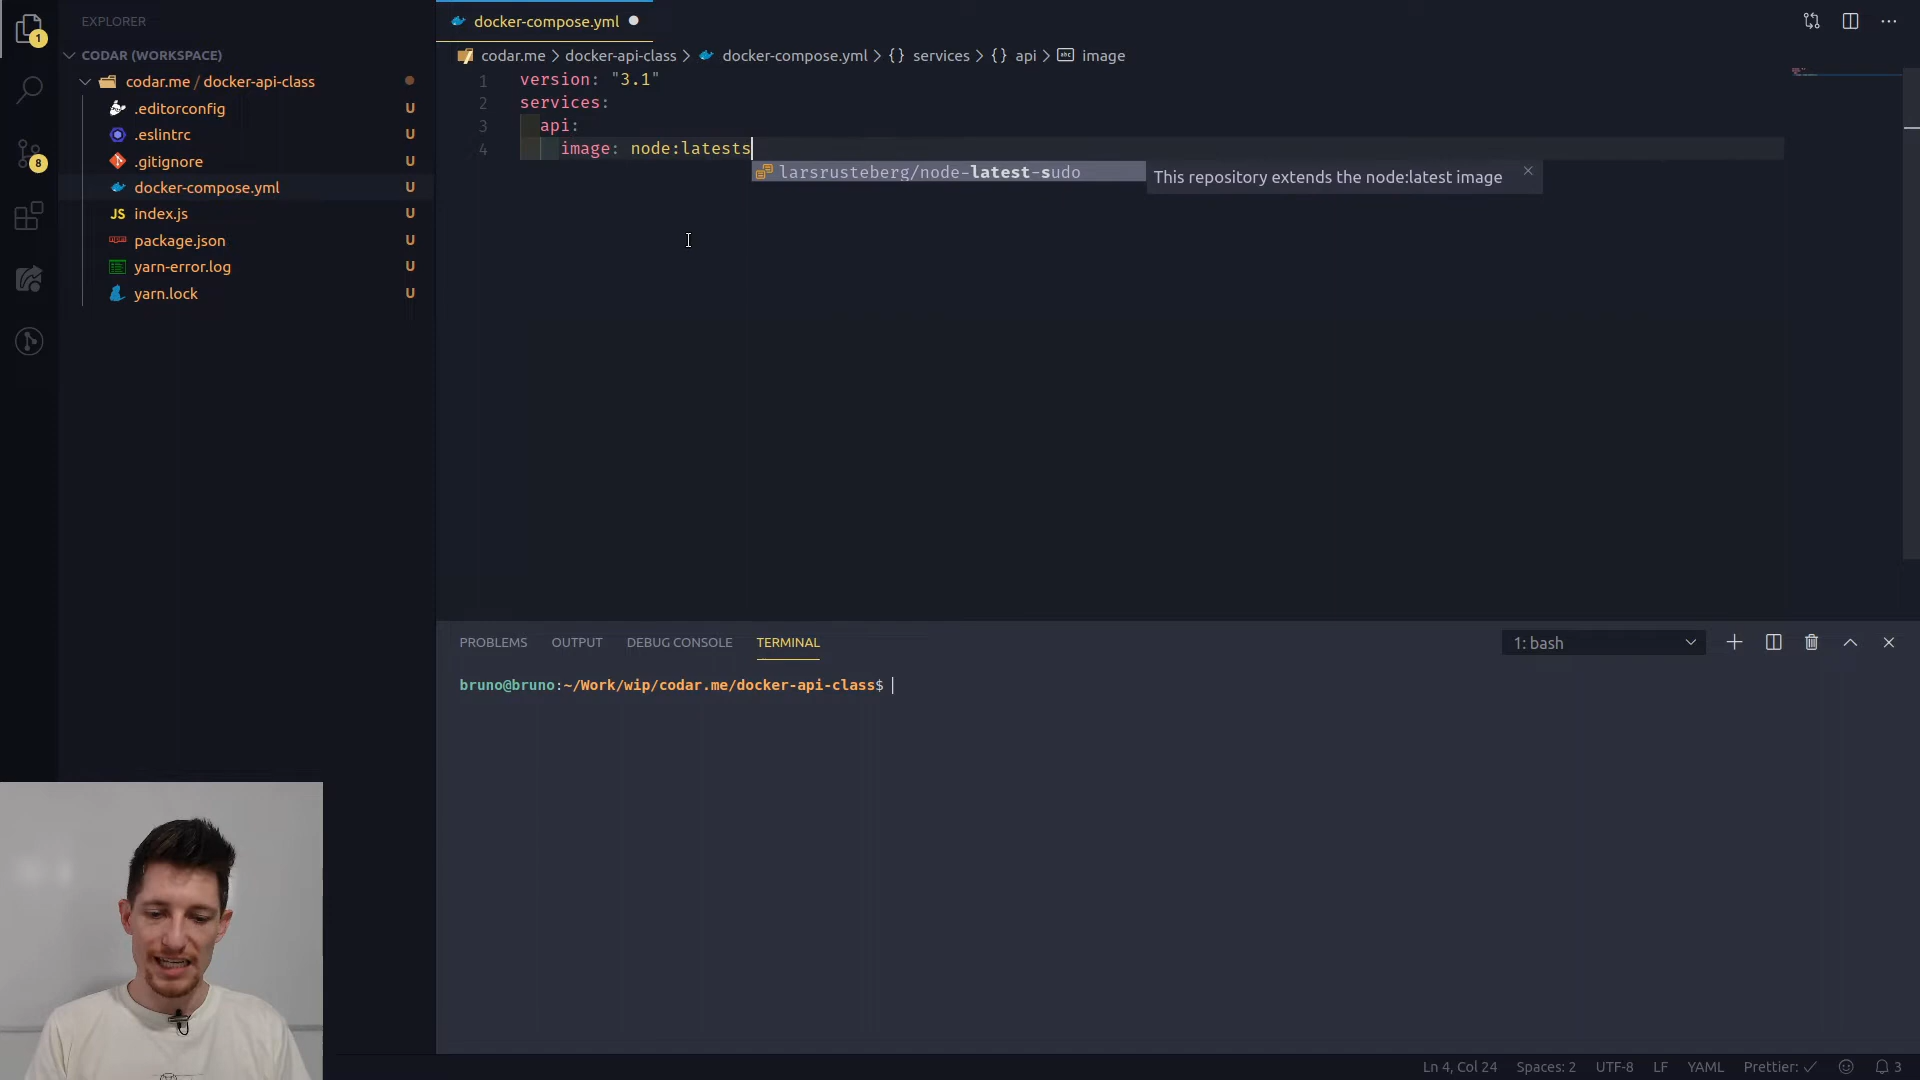 EXPLORER
CODAR (WORKSPACE)
codar.me / docker-api-class
.editorconfig U
.eslintrc U
.gitignore U
docker-compose.yml U
JS index.js U
package.json U
yarn-error.log U
yarn.lock U
1
8
docker-compose.yml
codar.me > docker-api-class > docker-compose.yml > {} services > {} api > abc image
1 version: "3.1"
2 services:
3 api:
4 image: node:latests
larsrusteberg/node-latest-sudo
This repository extends the node:latest image
PROBLEMS OUTPUT DEBUG CONSOLE TERMINAL
1: bash
bruno@bruno:~/Work/wip/codar.me/docker-api-class$
Ln 4, Col 24 Spaces: 2 UTF-8 LF YAML Prettier: ✓ 3